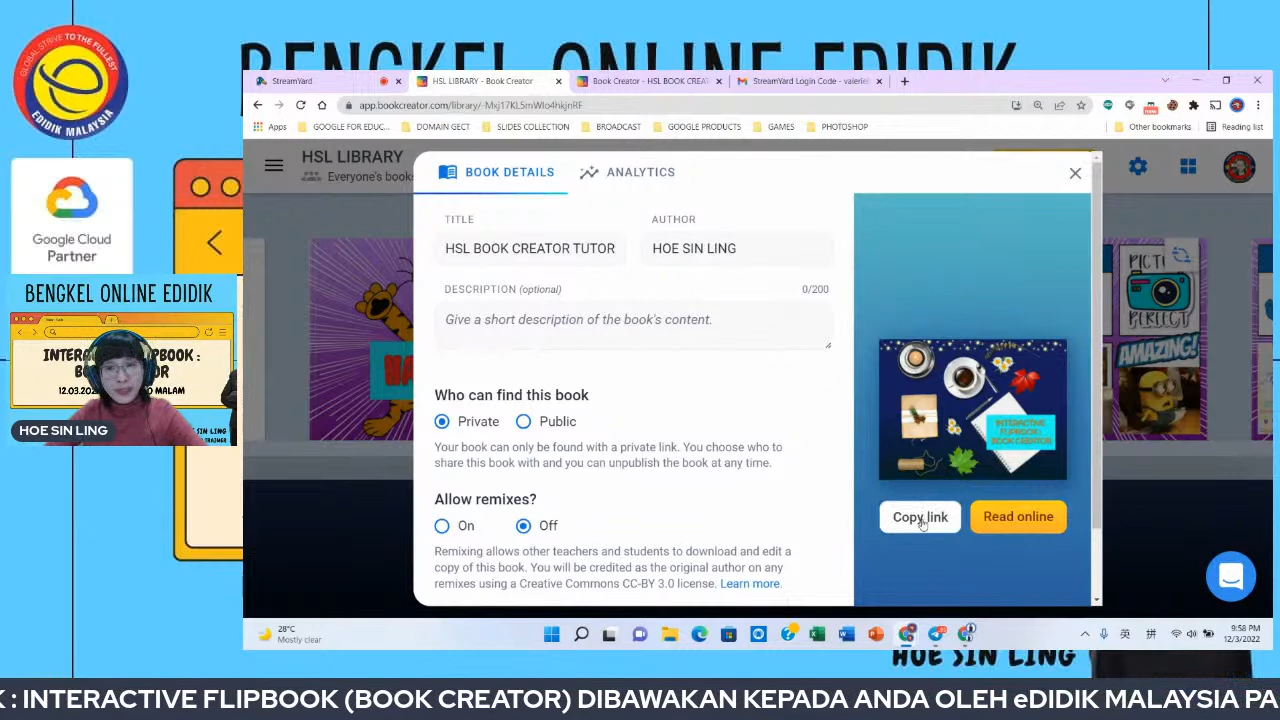 BENGKEL ONLINE EDIDIK
GLOBAL STRIVE TO THE FULLEST
EDIDIK MALAYSIA
Google Cloud
Partner
BENGKEL ONLINE EDIDIK
HOE SIN LING
StreamYard
HSL LIBRARY - Book Creator
Book Creator - HSL BOOK CREAT
StreamYard Login Code - valerie
app.bookcreator.com/library/-Mxj17KL5mWIo4hkjnRF
Apps
GOOGLE FOR EDUC...
DOMAIN GECT
SLIDES COLLECTION
BROADCAST
GOOGLE PRODUCTS
GAMES
PHOTOSHOP
Other bookmarks
Reading list
HSL LIBRARY
Everyone's book
BOOK DETAILS
ANALYTICS
TITLE
AUTHOR
HSL BOOK CREATOR TUTOR
HOE SIN LING
DESCRIPTION (optional)
0/200
Give a short description of the book's content.
Who can find this book
Private
Public
Your book can only be found with a private link. You choose who to
share this book with and you can unpublish the book at any time.
Allow remixes?
On
Off
Remixing allows other teachers and students to download and edit a
copy of this book. You will be credited as the original author on any
remixes using a Creative Commons CC-BY 3.0 license. Learn more.
INTERACTIVE
FLIPBOOK:
BOOK CREATOR
Copy link
Read online
PERFECT
AMAZING!
28°C
Mostly clear
英
拼
9:58 PM
12/3/2022
HOE SIN LING
K : INTERACTIVE FLIPBOOK (BOOK CREATOR) DIBAWAKAN KEPADA ANDA OLEH eDIDIK MALAYSIA PA